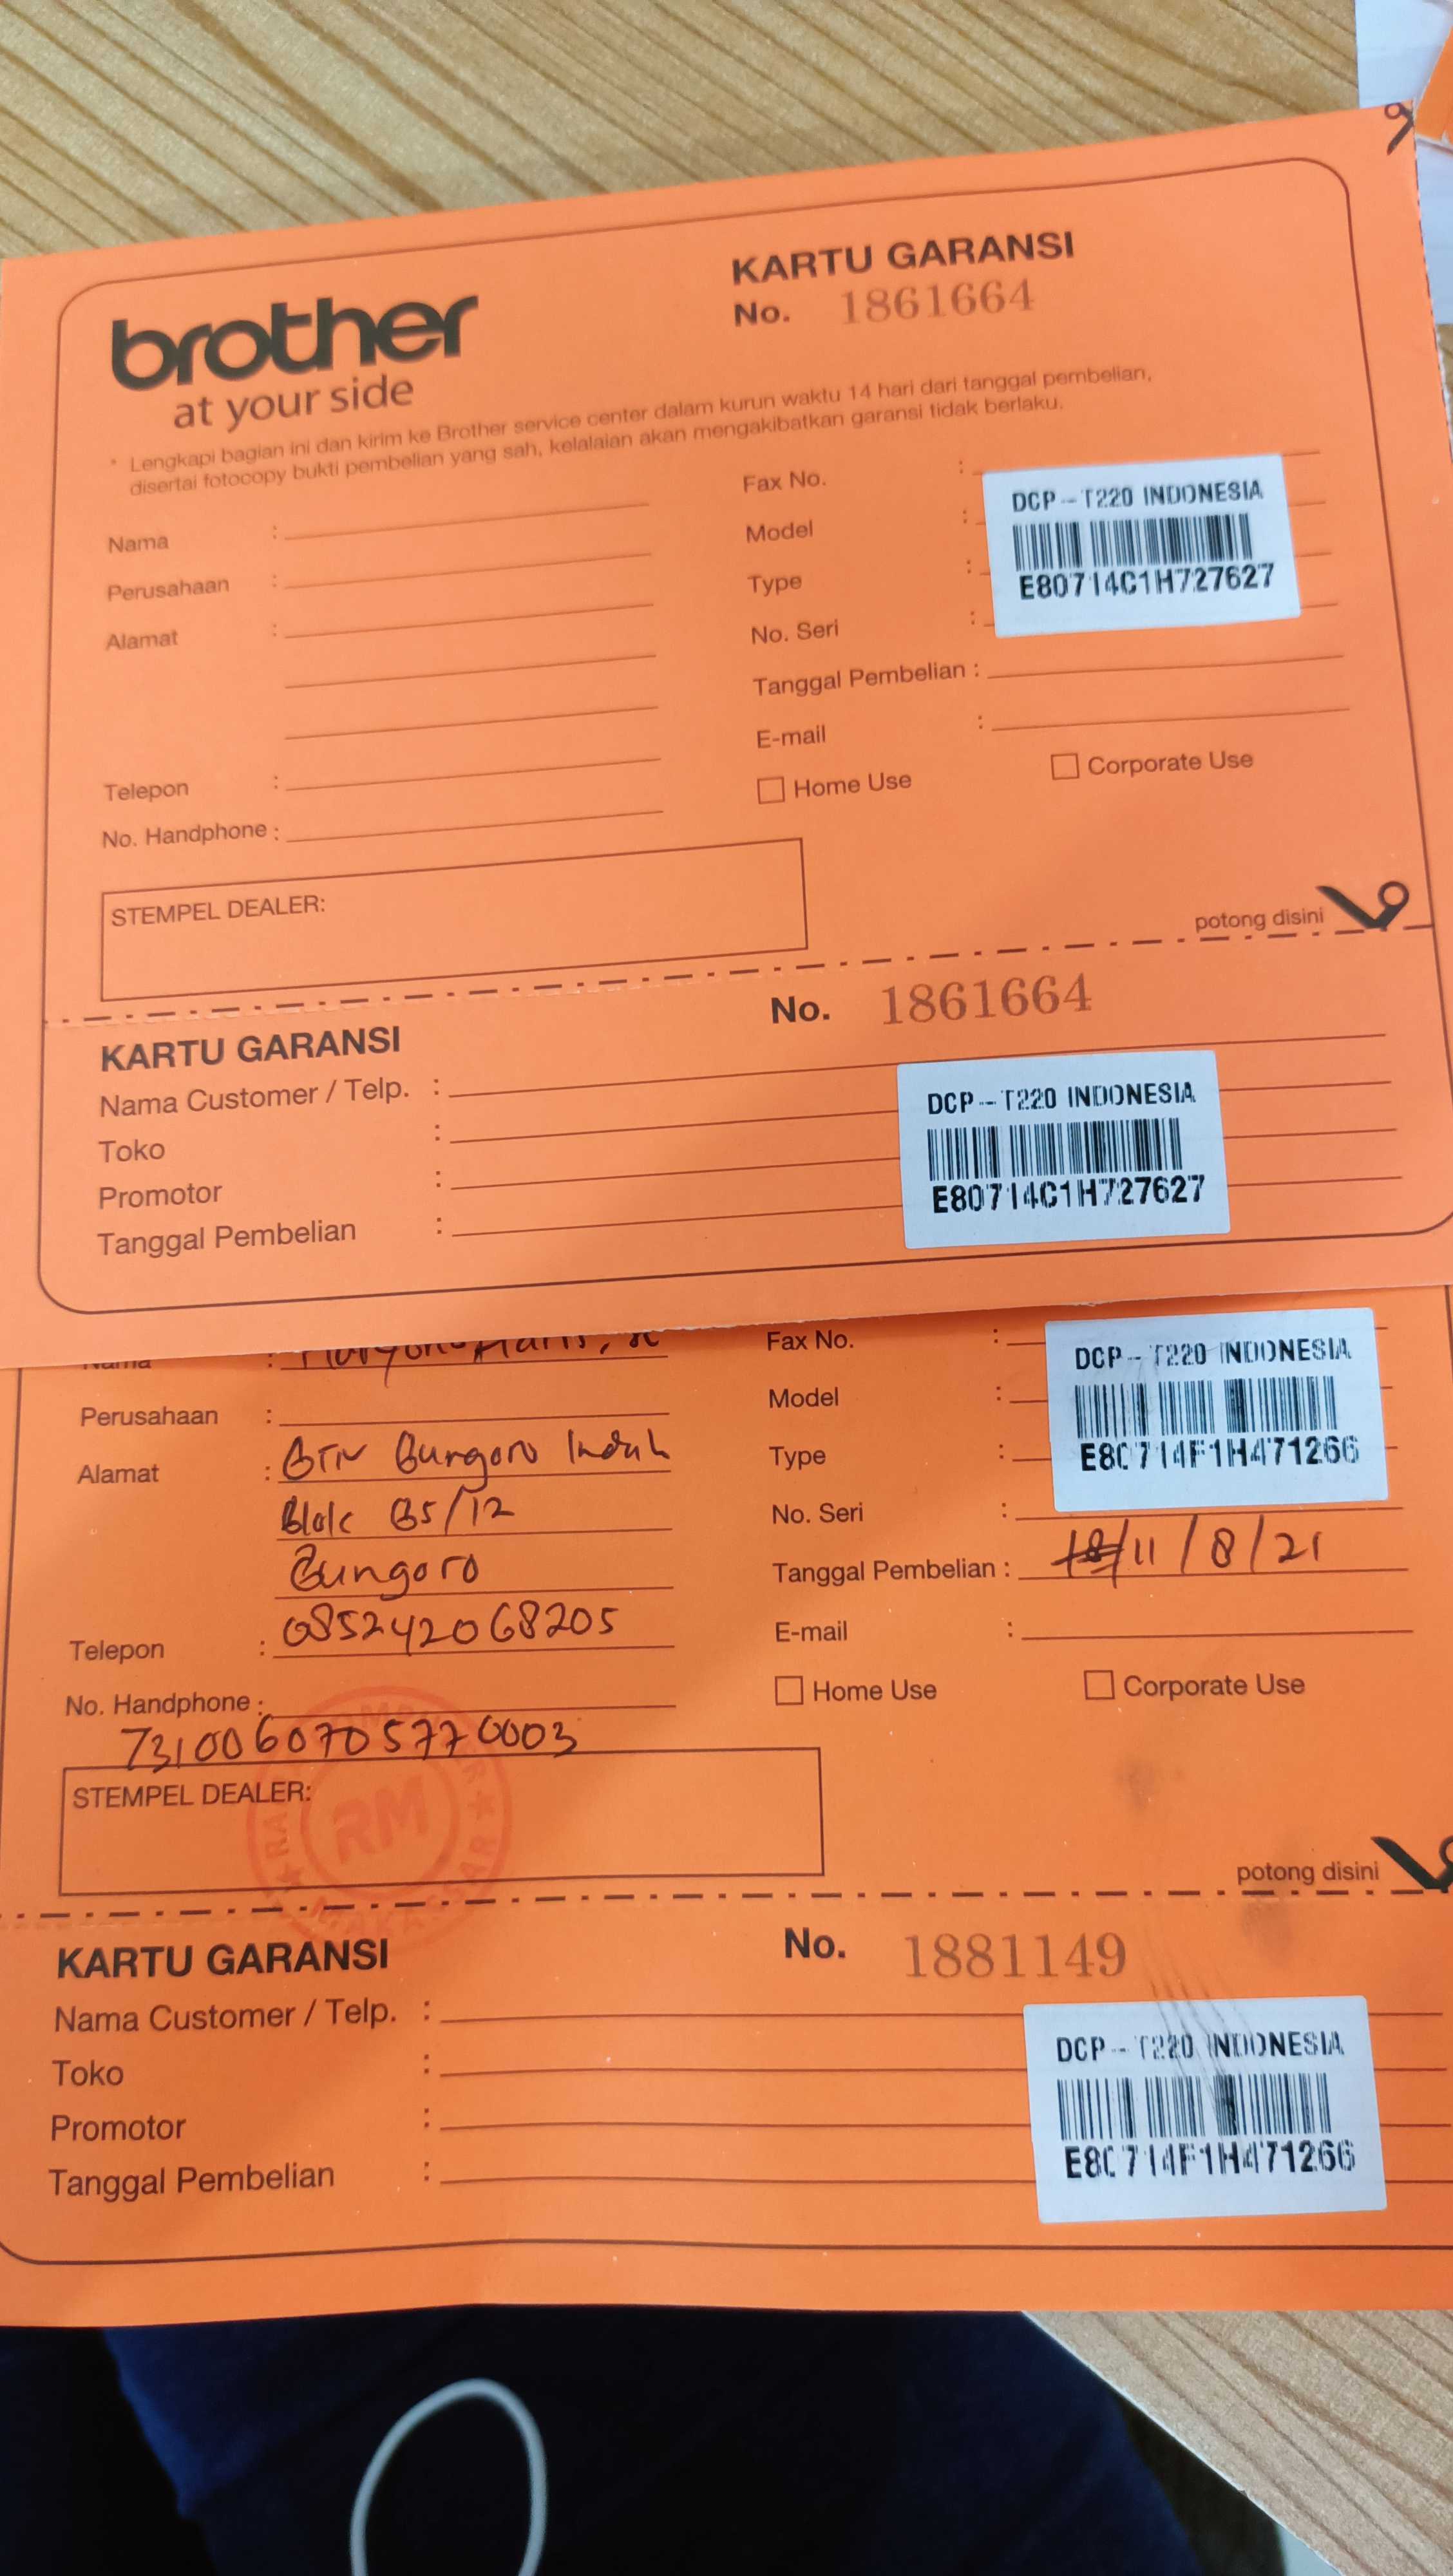 KARTU GARANSI
No. 1861664
brother
at your side
* Lengkapi bagian ini dan kirim ke Brother service center dalam kurun waktu 14 hari dari tanggal pembelian,
disertai fotocopy bukti pembelian yang sah, kelalaian akan mengakibatkan garansi tidak berlaku.
Nama :
Perusahaan :
Alamat :
Telepon :
No. Handphone :
Fax No. :
Model :
Type :
No. Seri :
Tanggal Pembelian :
E-mail :
DCP-T220 INDONESIA
E80714C1H727627
Home Use
Corporate Use
STEMPEL DEALER:
potong disini
KARTU GARANSI
No. 1861664
Nama Customer / Telp. :
Toko :
Promotor :
Tanggal Pembelian :
DCP-T220 INDONESIA
E80714C1H727627
Nama :
Perusahaan :
Alamat : BTN Bungoro Indah
Blok B5/12
Bungoro
Telepon : 085242068205
No. Handphone :
7310060705770003
Fax No. :
Model :
Type :
No. Seri :
Tanggal Pembelian : 11/8/21
E-mail :
DCP-T220 INDONESIA
E80714F1H471266
Home Use
Corporate Use
STEMPEL DEALER:
RM
MAKASSAR
potong disini
KARTU GARANSI
No. 1881149
Nama Customer / Telp. :
Toko :
Promotor :
Tanggal Pembelian :
DCP-T220 INDONESIA
E80714F1H471266